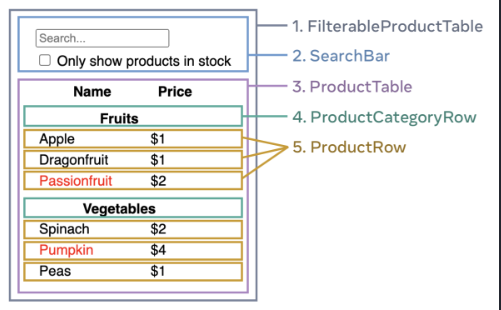 Search...
Only show products in stock
Name Price
Fruits
Apple $1
Dragonfruit $1
Passionfruit $2
Vegetables
Spinach $2
Pumpkin $4
Peas $1
1. FilterableProductTable
2. SearchBar
3. ProductTable
4. ProductCategoryRow
5. ProductRow